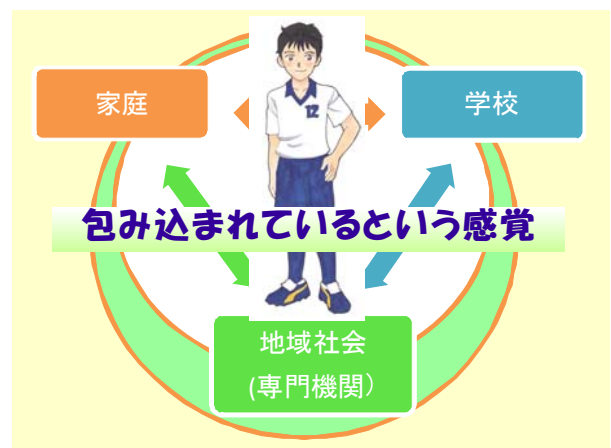 家庭
学校
12
包み込まれているという感覚
地域社会
(専門機関）